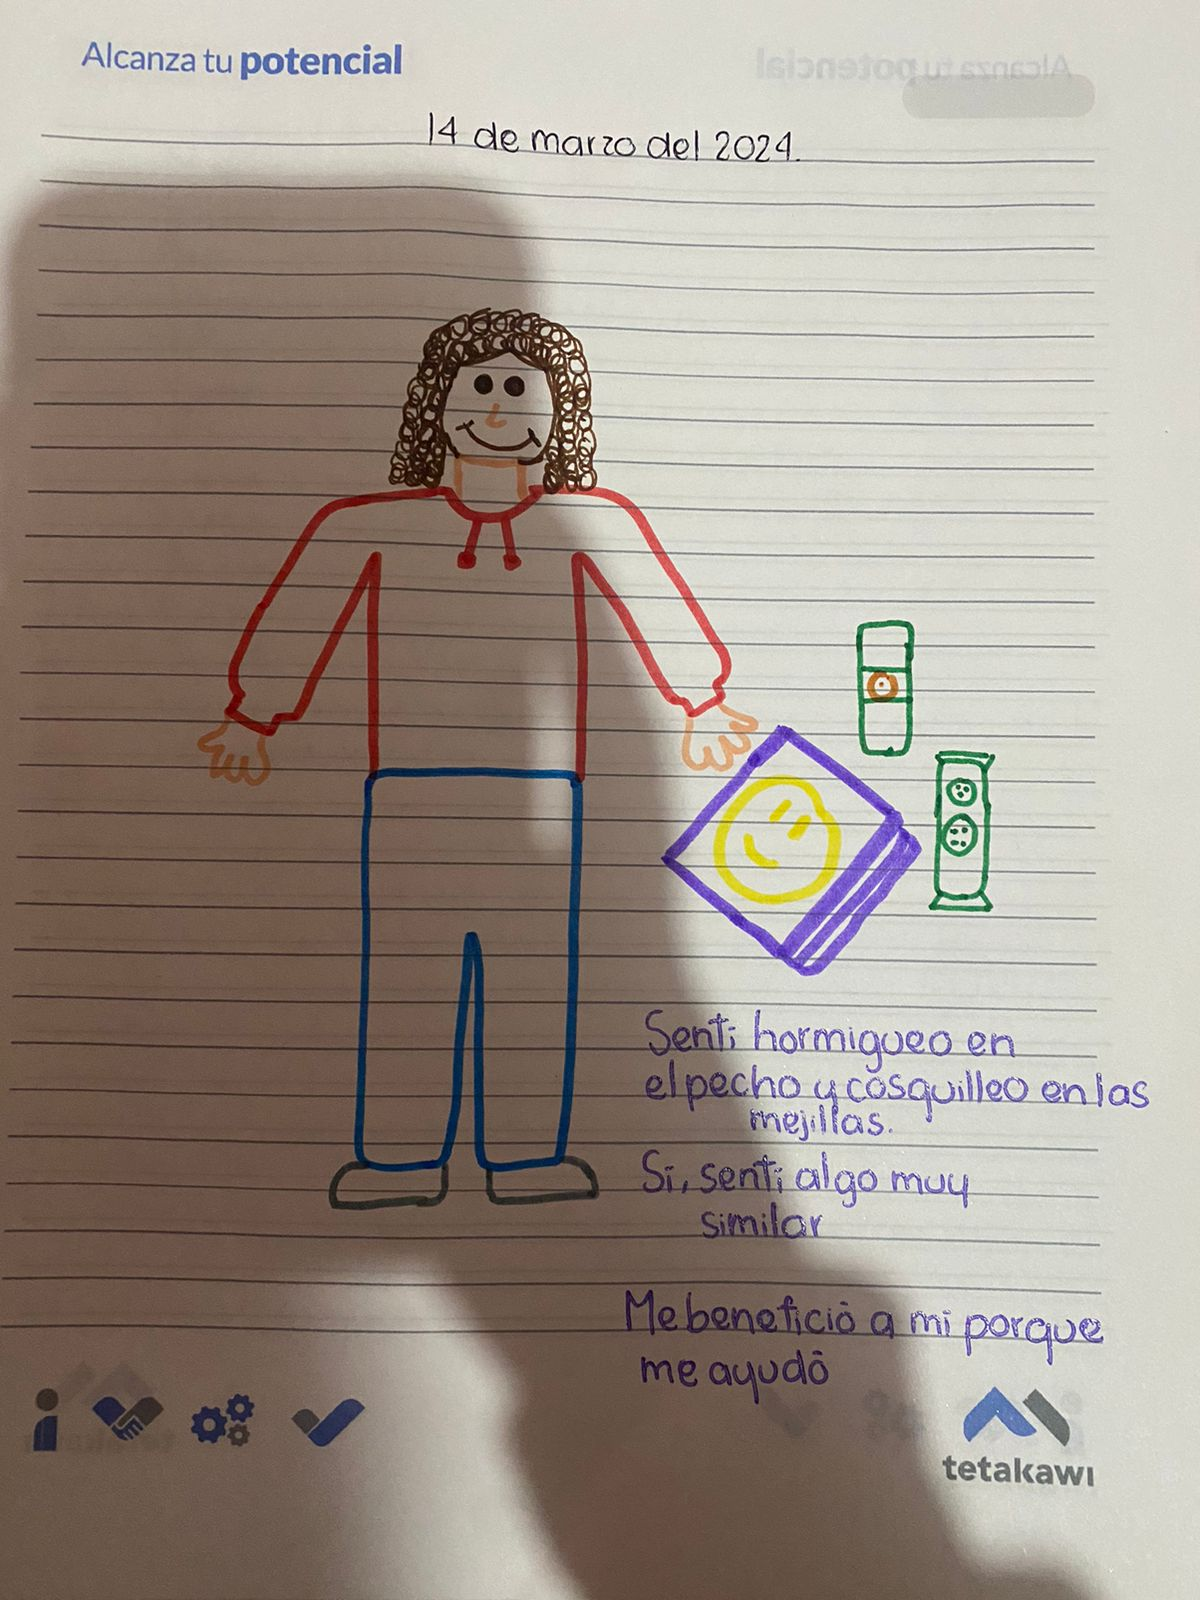 Alcanza tu potencial
14 de marzo del 2024.
Sentí hormigueo en
el pecho y cosquilleo en las
mejillas.
Si, sentí algo muy
similar
Me benefició a mi porque
me ayudó
tetakawi